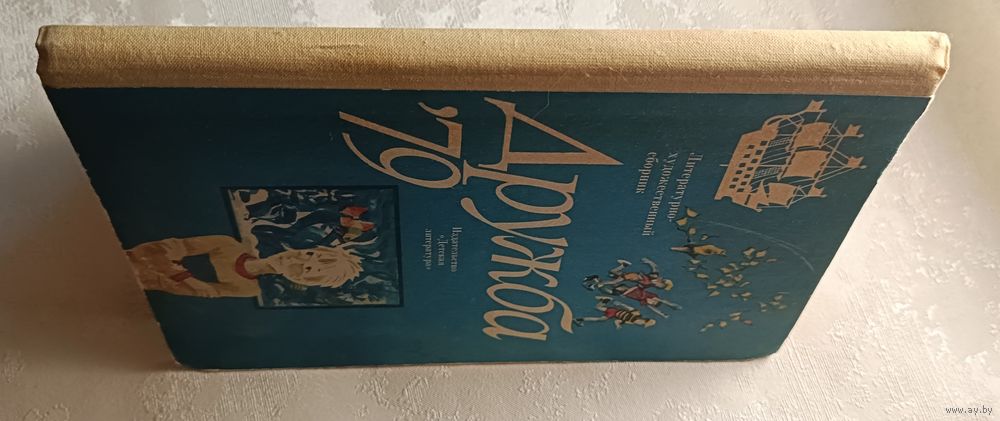 Литературно-
художественный
сборник
Дружба
'79
Издательство
«Детская
литература»
www.ay.by